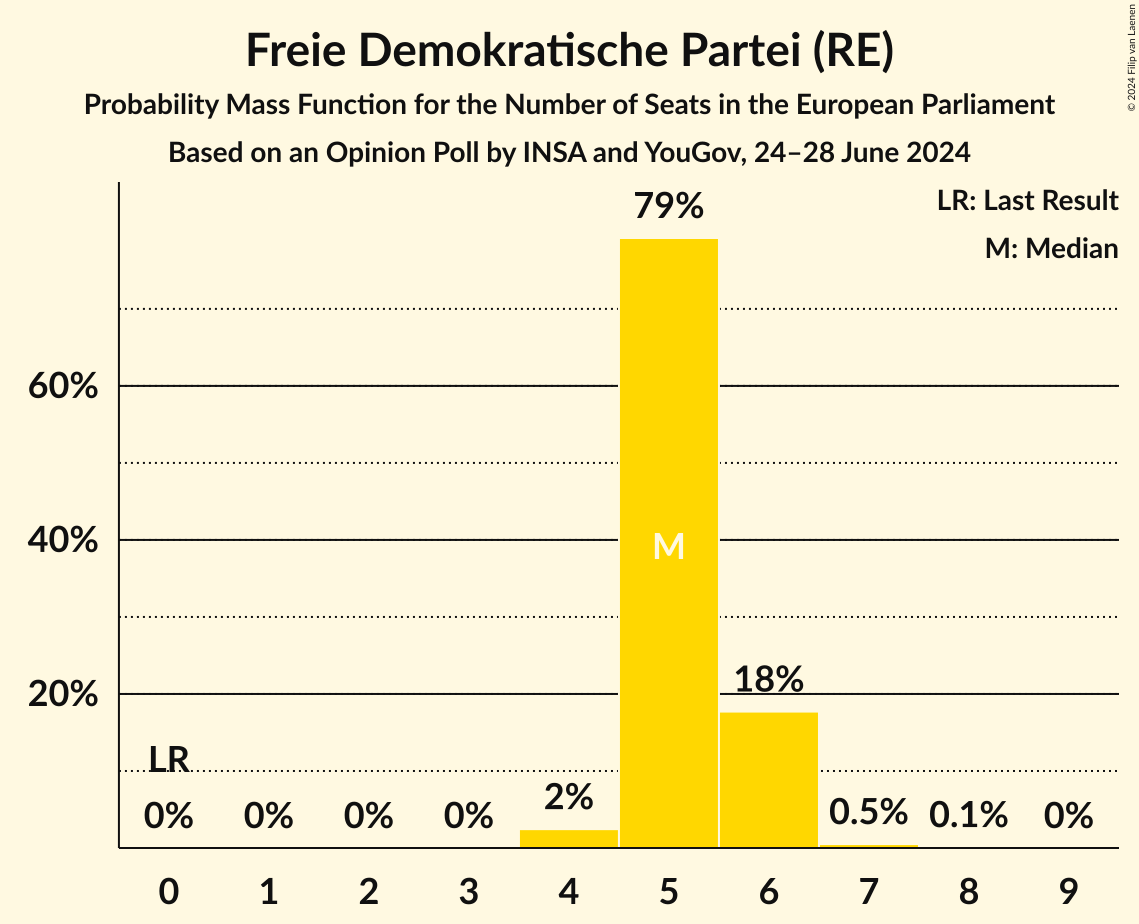 Freie Demokratische Partei (RE)
Probability Mass Function for the Number of Seats in the European Parliament
Based on an Opinion Poll by INSA and YouGov, 24–28 June 2024
© 2024 Filip van Laenen
LR: Last Result
M: Median
79%
60%
40%
M
20%
18%
LR
0% 0% 0% 0% 2% 0.5% 0.1% 0%
0 1 2 3 4 5 6 7 8 9